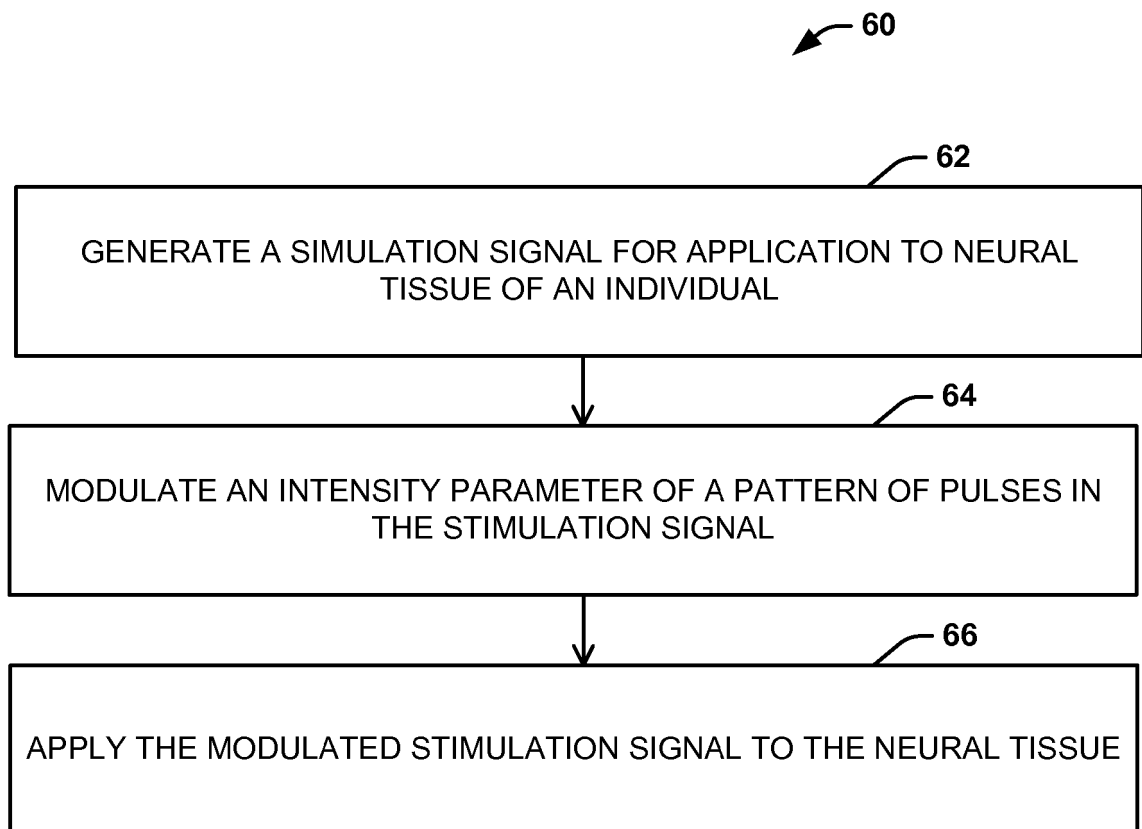 60
62
GENERATE A SIMULATION SIGNAL FOR APPLICATION TO NEURAL
TISSUE OF AN INDIVIDUAL
64
MODULATE AN INTENSITY PARAMETER OF A PATTERN OF PULSES IN
THE STIMULATION SIGNAL
66
APPLY THE MODULATED STIMULATION SIGNAL TO THE NEURAL TISSUE